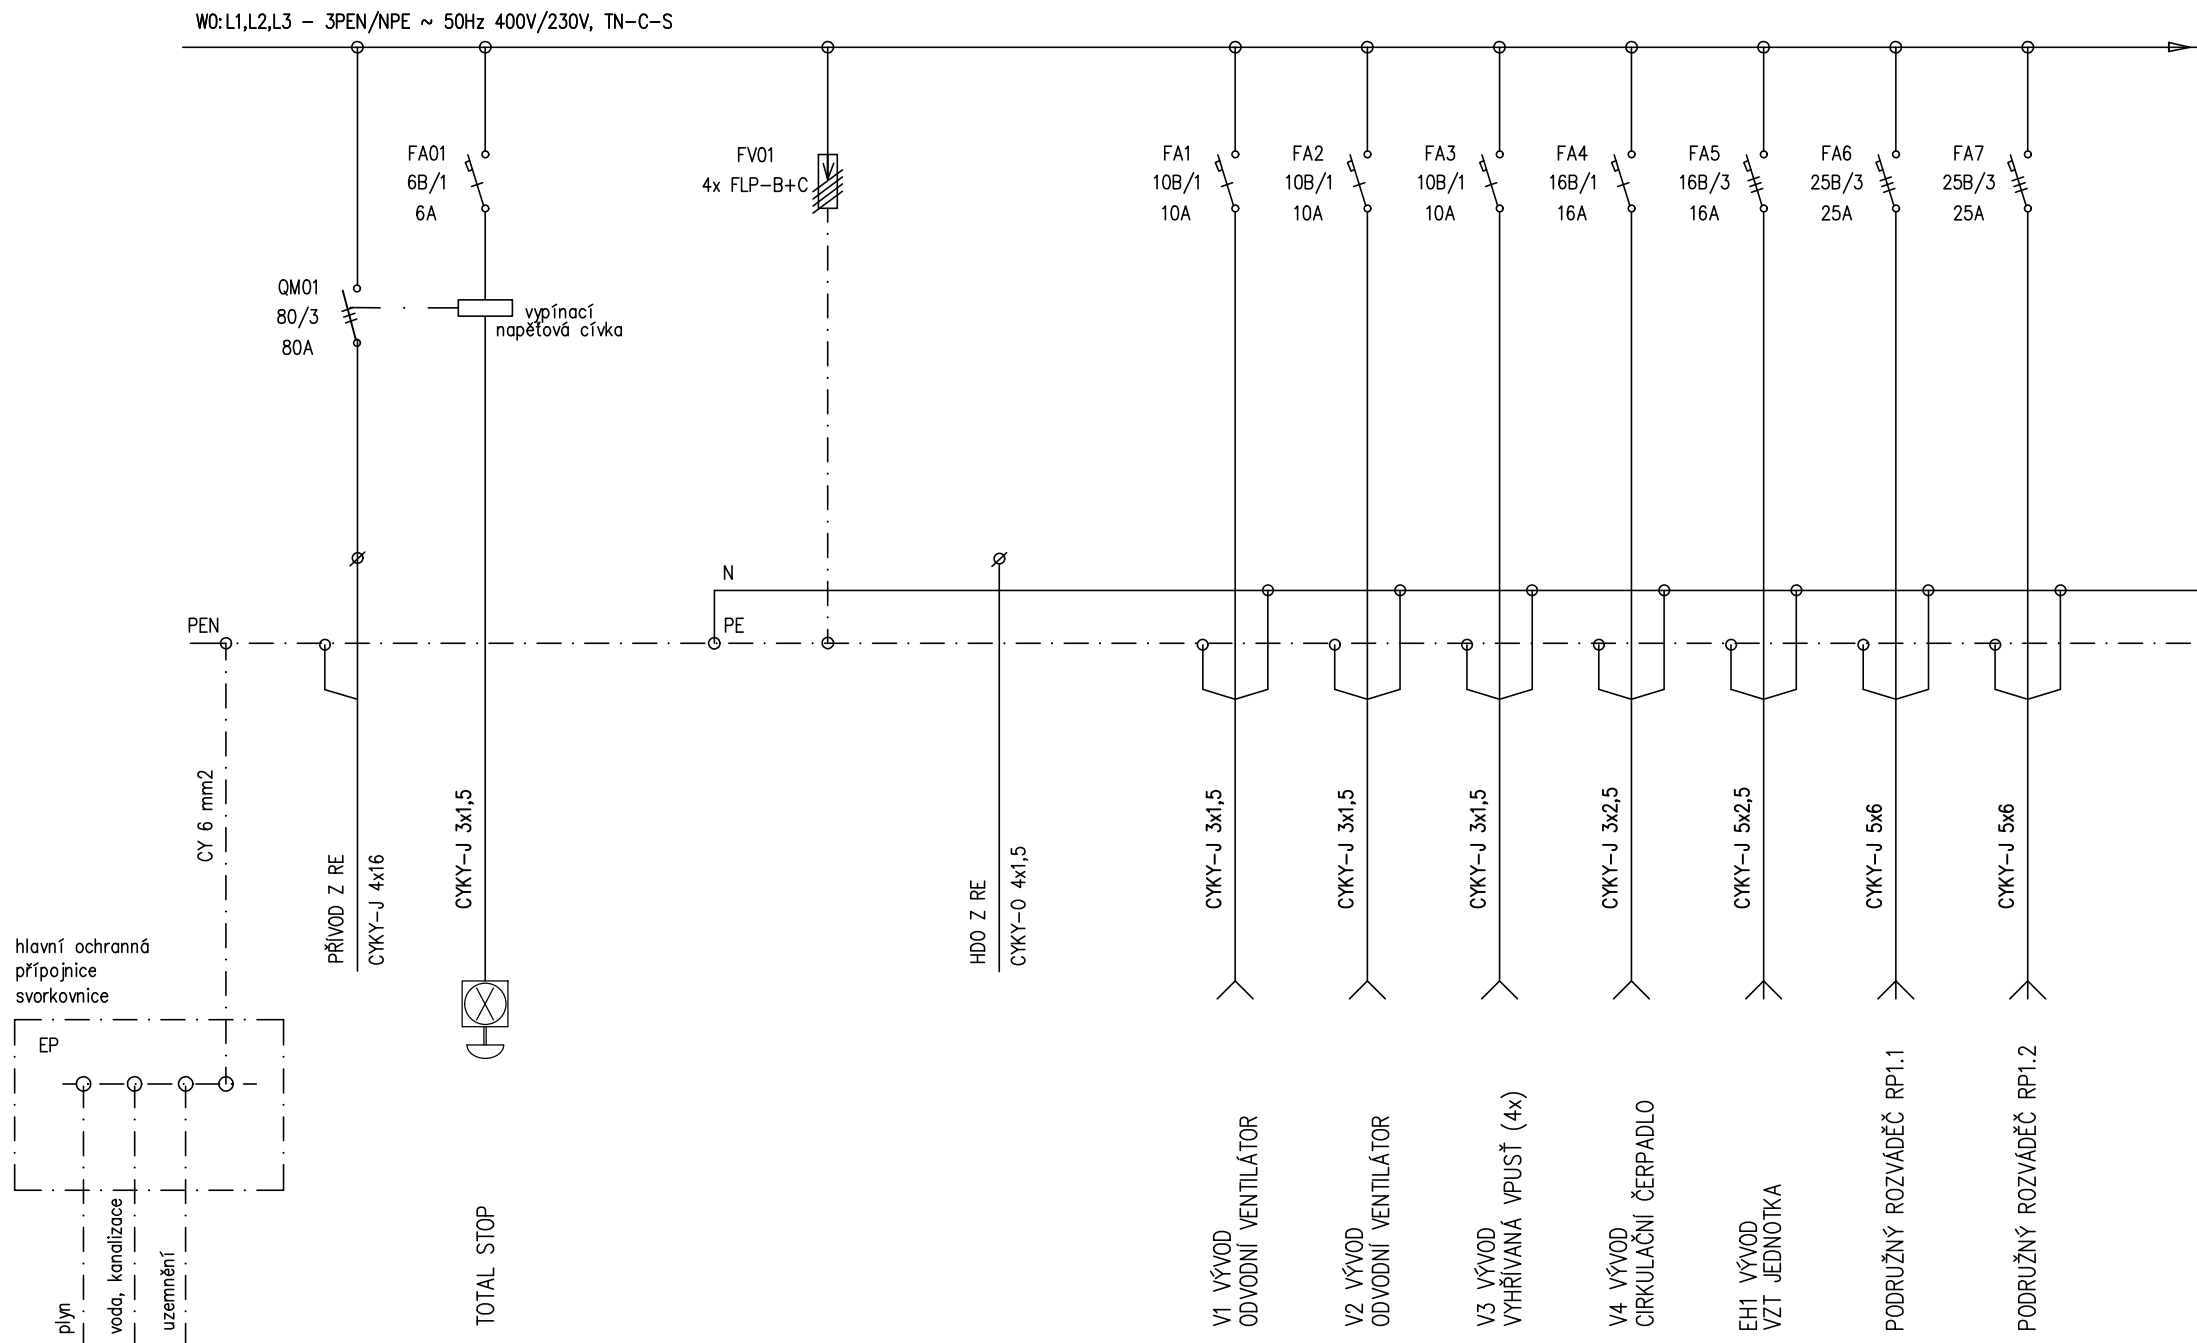 W0:L1,L2,L3 – 3PEN/NPE ~ 50Hz 400V/230V, TN-C-S
FA01
6B/1
6A
FV01
4x FLP-B+C
FA1
10B/1
10A
FA2
10B/1
10A
FA3
10B/1
10A
FA4
16B/1
16A
FA5
16B/3
16A
FA6
25B/3
25A
FA7
25B/3
25A
QM01
80/3
80A
vypínací
napěťová cívka
N
PEN
PE
CY 6 mm2
PŘÍVOD Z RE
CYKY-J 4x16
CYKY-J 3x1,5
HDO Z RE
CYKY-O 4x1,5
CYKY-J 3x1,5
CYKY-J 3x1,5
CYKY-J 3x1,5
CYKY-J 3x2,5
CYKY-J 5x2,5
CYKY-J 5x6
CYKY-J 5x6
hlavní ochranná
přípojnice
svorkovnice
EP
plyn
voda, kanalizace
uzemnění
TOTAL STOP
V1 VÝVOD
ODVODNÍ VENTILÁTOR
V2 VÝVOD
ODVODNÍ VENTILÁTOR
V3 VÝVOD
VYHŘÍVANÁ VPUSŤ (4x)
V4 VÝVOD
CIRKULAČNÍ ČERPADLO
EH1 VÝVOD
VZT JEDNOTKA
PODRUŽNÝ ROZVÁDĚČ RP1.1
PODRUŽNÝ ROZVÁDĚČ RP1.2